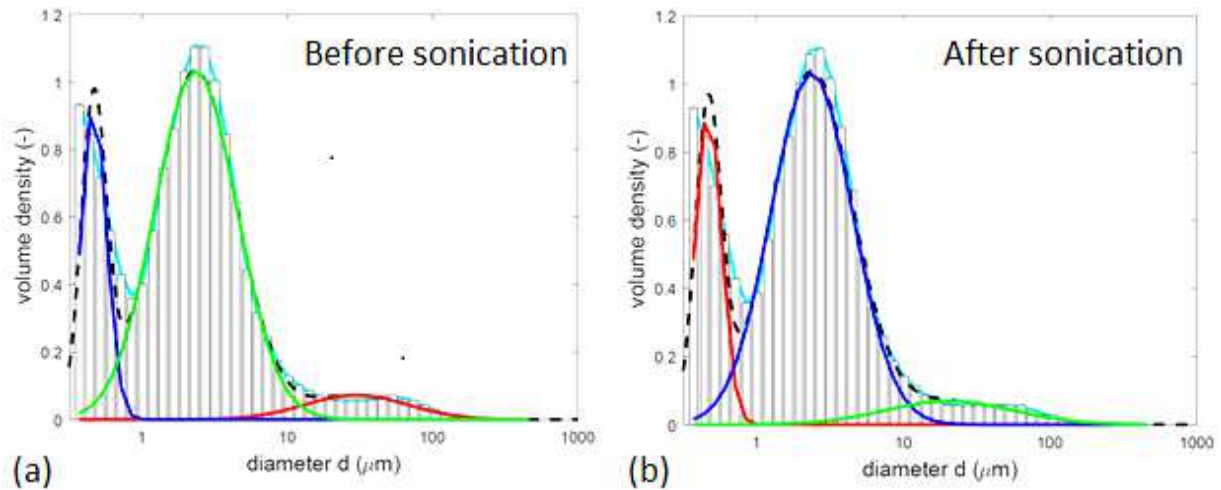 Before sonication
volume density (-)
1.2
1
0.8
0.6
0.4
0.2
0
1
10
100
1000
diameter d (μm)
(a)
After sonication
volume density (-)
1.2
1
0.8
0.6
0.4
0.2
0
1
10
100
1000
diameter d (μm)
(b)